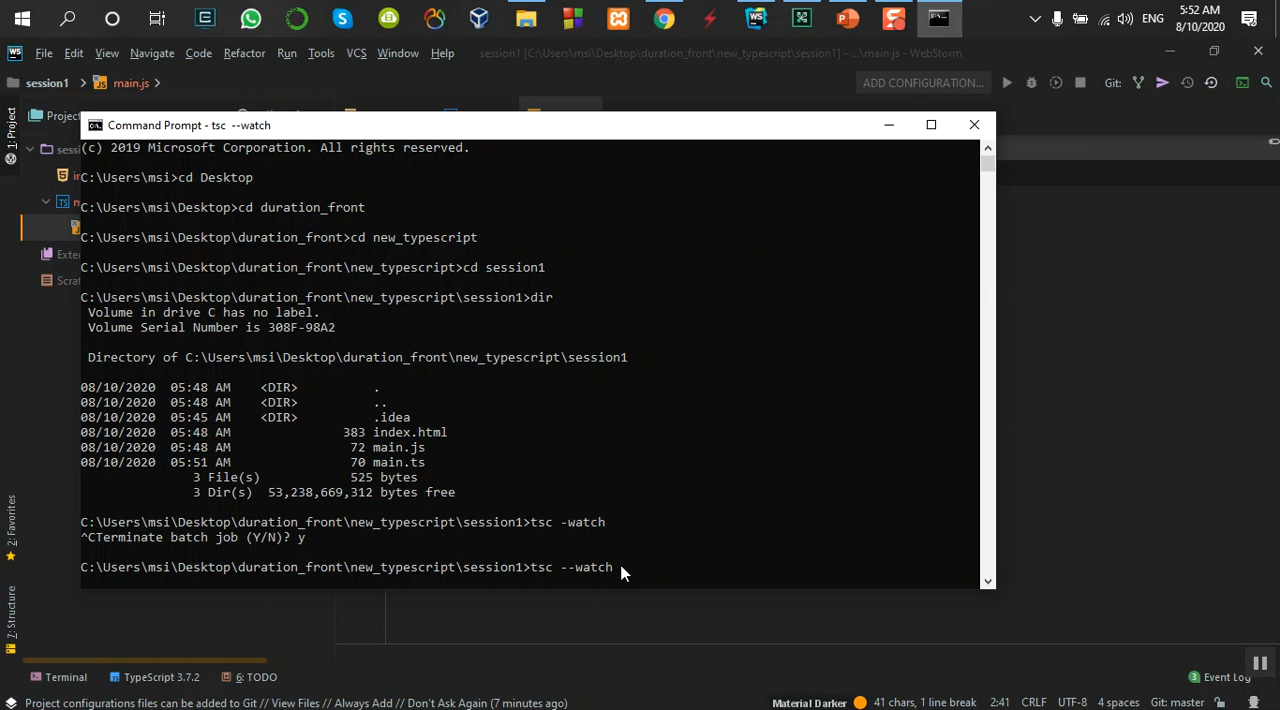 5:52 AM
ENG
8/10/2020
WS
File Edit View Navigate Code Refactor Run Tools VCS Window Help
session1 [C:\Users\msi\Desktop\duration_front\new_typescript\session1] - ...\main.js - WebStorm
session1 > main.js
ADD CONFIGURATION...
Git:
1: Project
Project
Command Prompt - tsc  --watch
(c) 2019 Microsoft Corporation. All rights reserved.
C:\Users\msi>cd Desktop
C:\Users\msi\Desktop>cd duration_front
C:\Users\msi\Desktop\duration_front>cd new_typescript
C:\Users\msi\Desktop\duration_front\new_typescript>cd session1
C:\Users\msi\Desktop\duration_front\new_typescript\session1>dir
Volume in drive C has no label.
Volume Serial Number is 308F-98A2
Directory of C:\Users\msi\Desktop\duration_front\new_typescript\session1
08/10/2020  05:48 AM    <DIR>          .
08/10/2020  05:48 AM    <DIR>          ..
08/10/2020  05:45 AM    <DIR>          .idea
08/10/2020  05:48 AM               383 index.html
08/10/2020  05:48 AM                72 main.js
08/10/2020  05:51 AM                70 main.ts
3 File(s)            525 bytes
3 Dir(s)  53,238,669,312 bytes free
C:\Users\msi\Desktop\duration_front\new_typescript\session1>tsc -watch
^CTerminate batch job (Y/N)? y
C:\Users\msi\Desktop\duration_front\new_typescript\session1>tsc --watch
2: Favorites
7: Structure
Terminal TypeScript 3.7.2 6: TODO
3 Event Log
Project configurations files can be added to Git // View Files // Always Add // Don't Ask Again (7 minutes ago)
Material Darker 41 chars, 1 line break 2:41 CRLF UTF-8 4 spaces Git: master